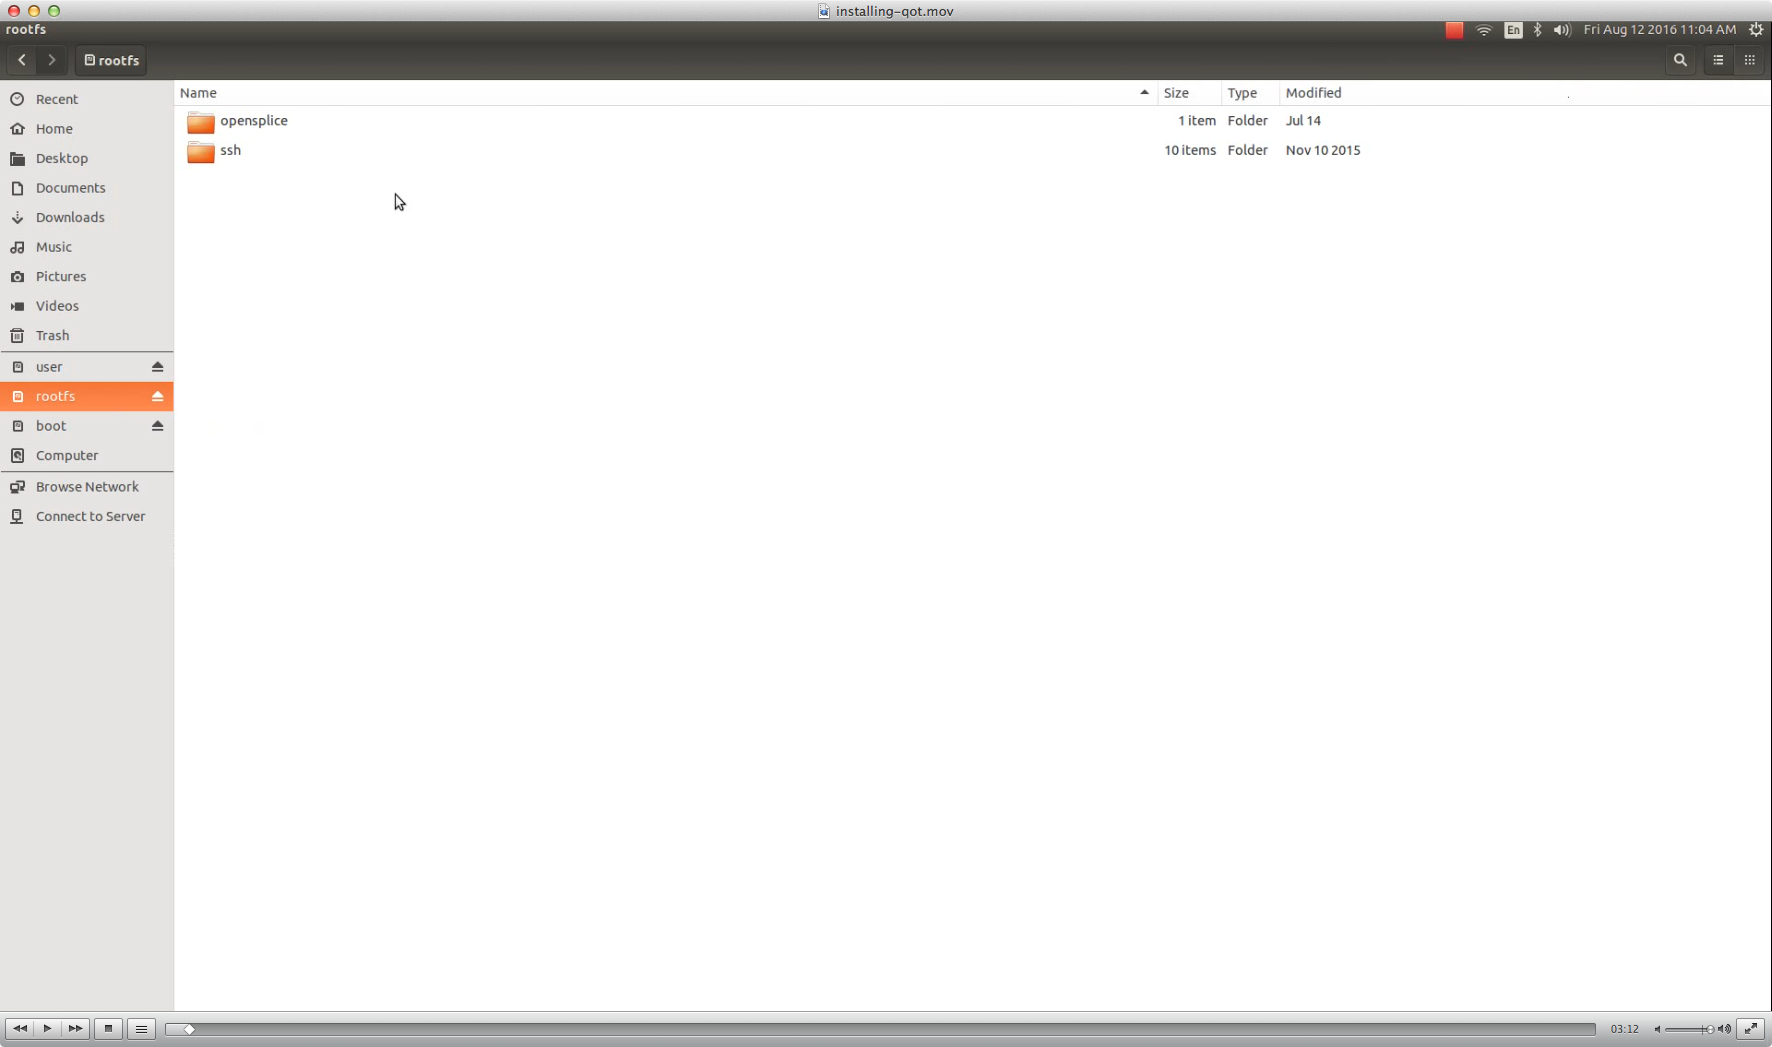 installing-qot.mov
rootfs
En
Fri Aug 12 2016 11:04 AM
rootfs
Name
Size
Type
Modified
Recent
Home
Desktop
Documents
Downloads
Music
Pictures
Videos
Trash
user
rootfs
boot
Computer
Browse Network
Connect to Server
opensplice 1 item Folder Jul 14
ssh 10 items Folder Nov 10 2015
03:12